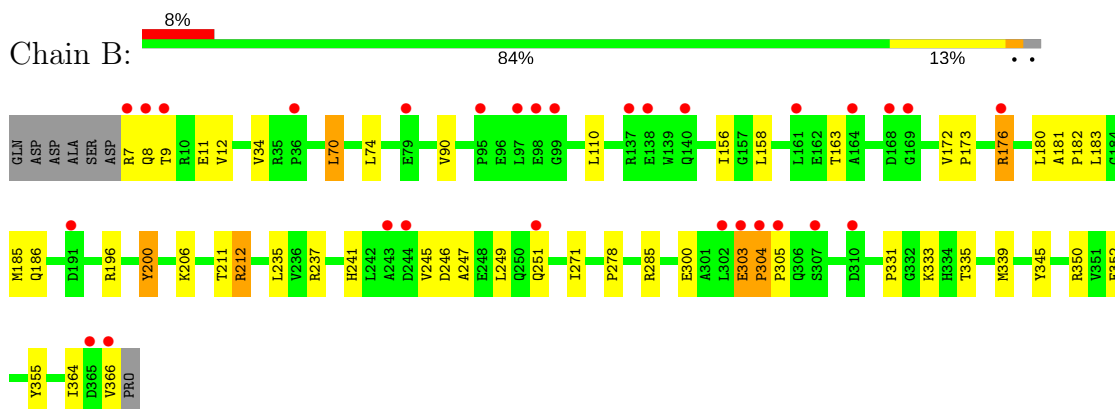 8%
Chain B:
84% 13% . .
GLN ASP ASP ALA SER ASP R7 Q8 T9 R10 E11 V12 V34 R35 P36 L70 L74 E79 V90 P95 E96 L97 E98 G99 L110 R137 E138 W139 Q140 I156 G157 L158 L161 E162 T163 A164 D168 G169 V172 P173 R176 L180 A181 P182 L183 G184
M185 Q186 D191 R196 Y200 K206 T211 R212 L235 V236 R237 H241 L242 A243 D244 V245 D246 A247 E248 L249 Q250 Q251 I271 P278 R285 E300 A301 L302 E303 P304 P305 Q306 S307 D310 P331 G332 K333 H334 T335 M339 Y345 R350 V351 E352
Y355 I364 D365 V366 PRO